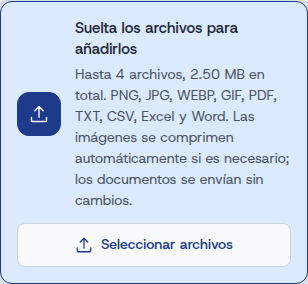 Suelta los archivos para
añadirlos
Hasta 4 archivos, 2.50 MB en
total. PNG, JPG, WEBP, GIF, PDF,
TXT, CSV, Excel y Word. Las
imágenes se comprimen
automáticamente si es necesario;
los documentos se envían sin
cambios.
Seleccionar archivos